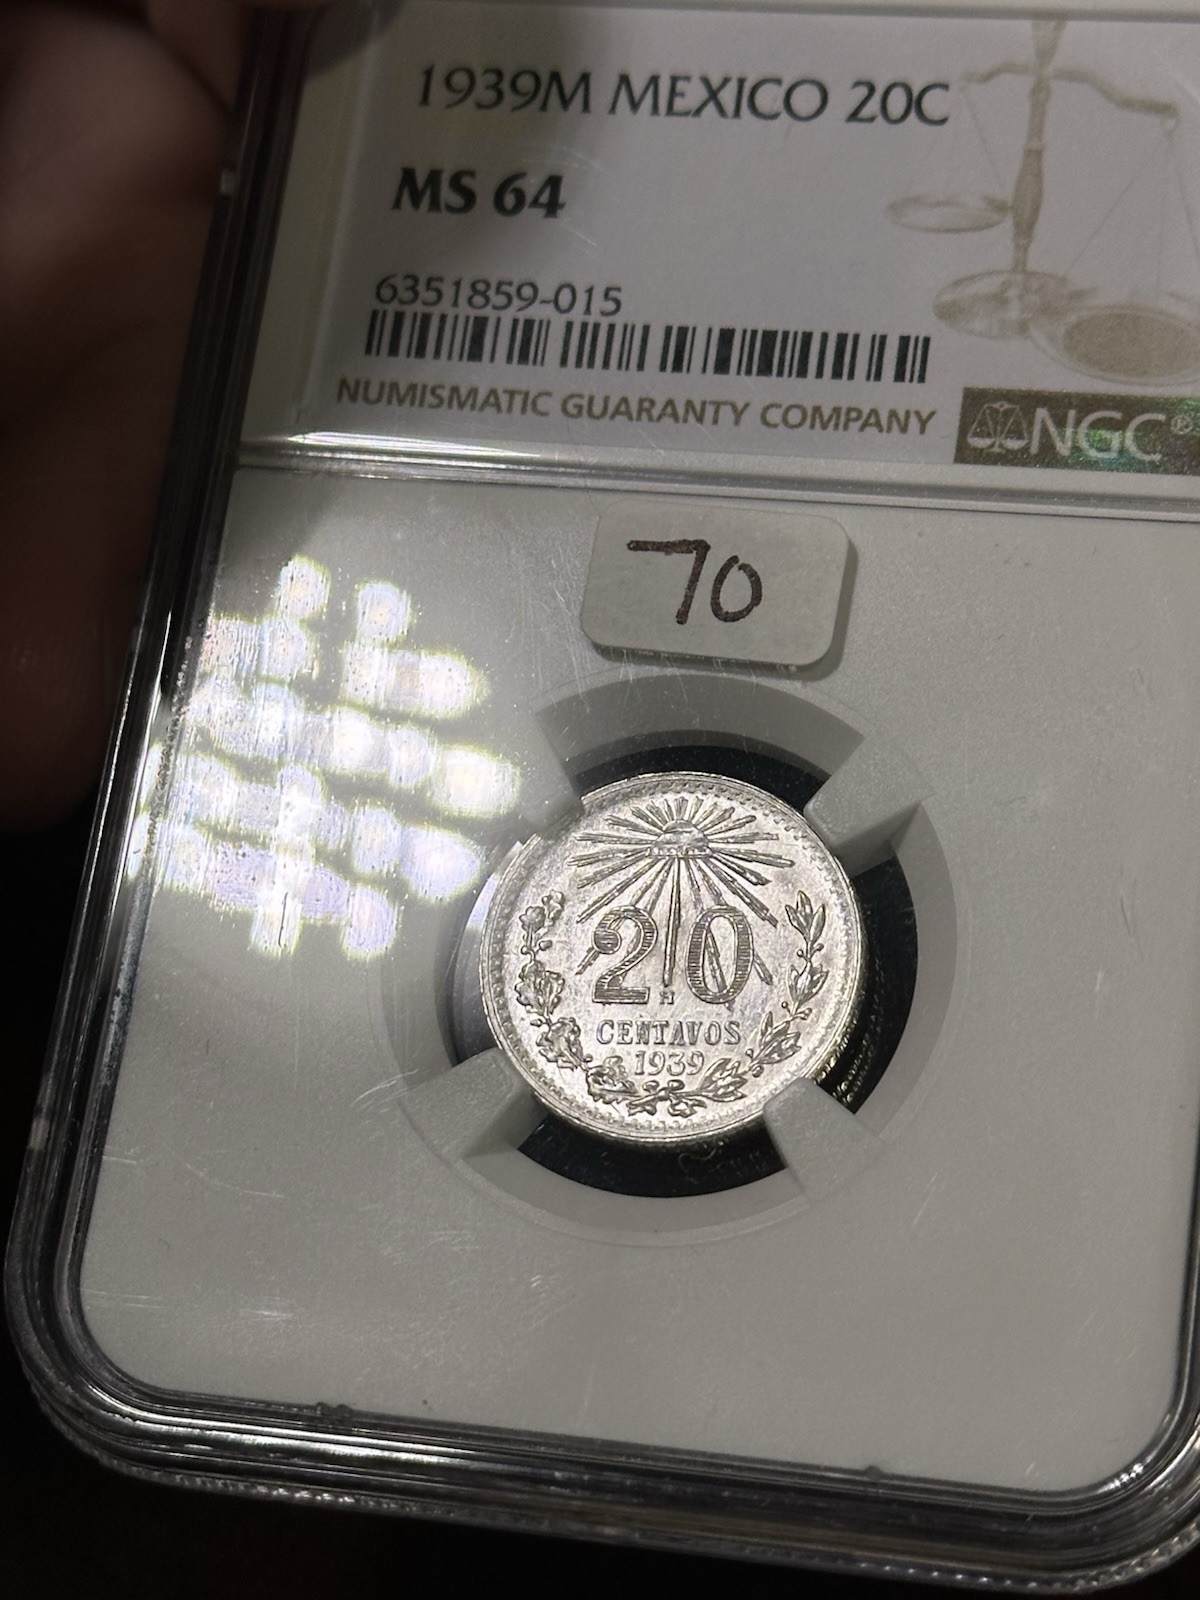 1939M MEXICO 20C
MS 64
6351859-015
NUMISMATIC GUARANTY COMPANY
NGC®
70
20
M
CENTAVOS
1939